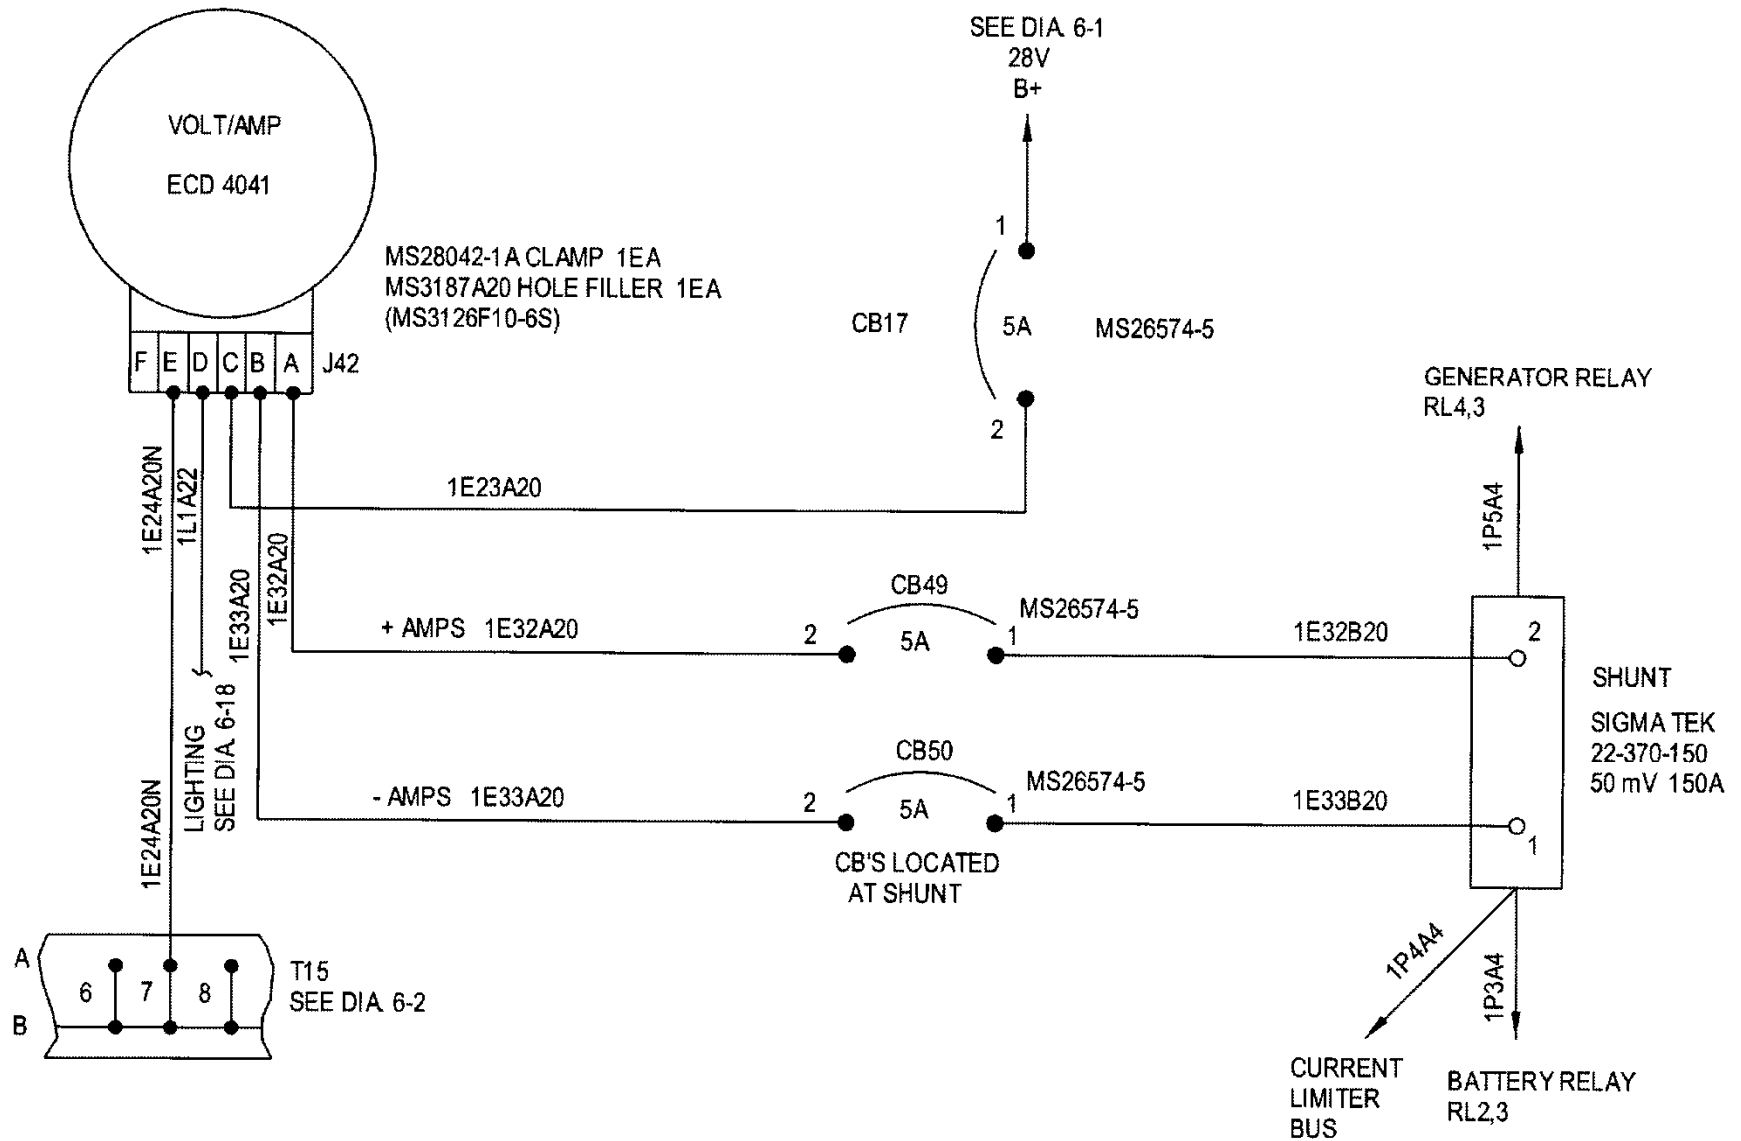 SEE DIA. 6-1
28V
B+
VOLT/AMP
ECD 4041
MS28042-1A CLAMP 1EA
MS3187A20 HOLE FILLER 1EA
(MS3126F10-6S)
F E D C B A J42
1
CB17
5A
MS26574-5
2
GENERATOR RELAY
RL4,3
1E24A20N
1L1A22
1E23A20
1P5A4
1E33A20
1E32A20
CB49
MS26574-5
+ AMPS 1E32A20
2
5A
1
1E32B20
2
SHUNT
SIGMA TEK
22-370-150
50 mV 150A
LIGHTING
SEE DIA. 6-18
CB50
MS26574-5
- AMPS 1E33A20
2
5A
1
1E33B20
1
CB'S LOCATED
AT SHUNT
1E24A20N
1P4A4
1P3A4
A
6 7 8
B
T15
SEE DIA. 6-2
CURRENT
LIMITER
BUS
BATTERY RELAY
RL2,3